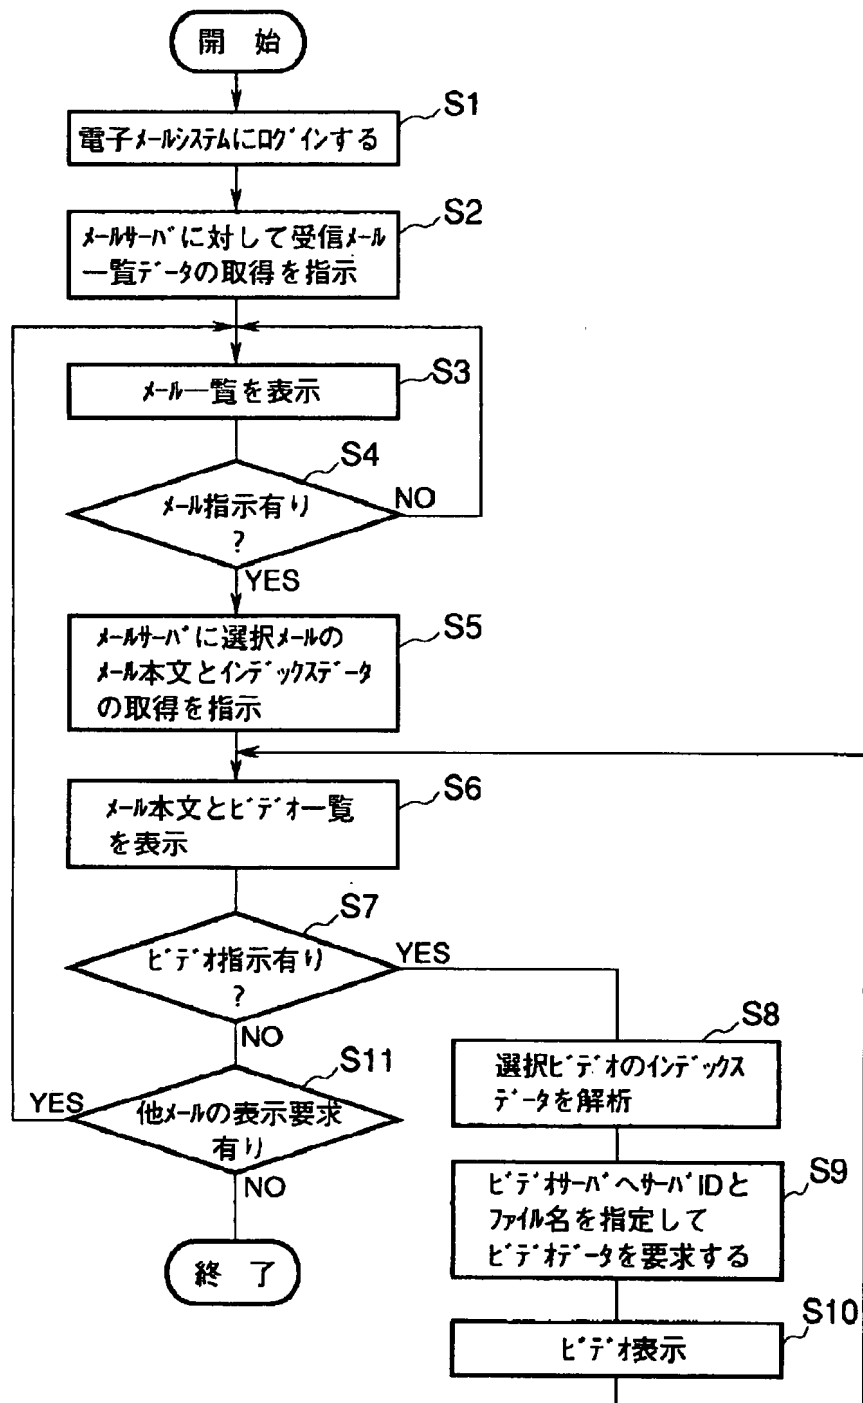 開 始
S1
電子メールシステムにログインする
S2
メールサーバに対して受信メール
一覧データの取得を指示
S3
メール一覧を表示
S4
メール指示有り
?
NO
YES
S5
メールサーバに選択メールの
メール本文とインデックスデータ
の取得を指示
S6
メール本文とビデオ一覧
を表示
S7
ビデオ指示有り
?
YES
NO
S8
選択ビデオのインデックス
データを解析
S11
他メールの表示要求
有り
YES
NO
S9
ビデオサーバへサーバIDと
ファイル名を指定して
ビデオデータを要求する
終 了
S10
ビデオ表示